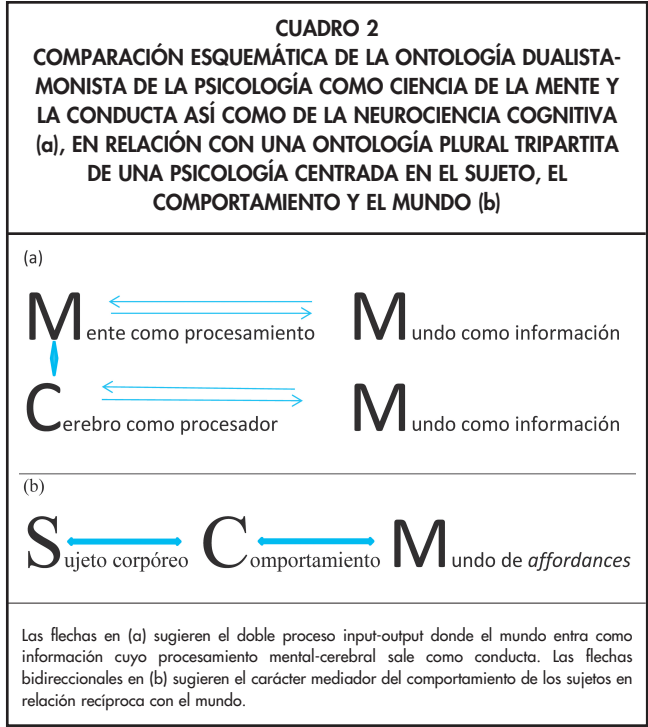 CUADRO 2
COMPARACIÓN ESQUEMÁTICA DE LA ONTOLOGÍA DUALISTA-
MONISTA DE LA PSICOLOGÍA COMO CIENCIA DE LA MENTE Y
LA CONDUCTA ASÍ COMO DE LA NEUROCIENCIA COGNITIVA
(a), EN RELACIÓN CON UNA ONTOLOGÍA PLURAL TRIPARTITA
DE UNA PSICOLOGÍA CENTRADA EN EL SUJETO, EL
COMPORTAMIENTO Y EL MUNDO (b)
(a)
Mente como procesamiento Mundo como información
Cerebro como procesador Mundo como información
(b)
Sujeto corpóreo Comportamiento Mundo de affordances
Las flechas en (a) sugieren el doble proceso input-output donde el mundo entra como
información cuyo procesamiento mental-cerebral sale como conducta. Las flechas
bidireccionales en (b) sugieren el carácter mediador del comportamiento de los sujetos en
relación recíproca con el mundo.